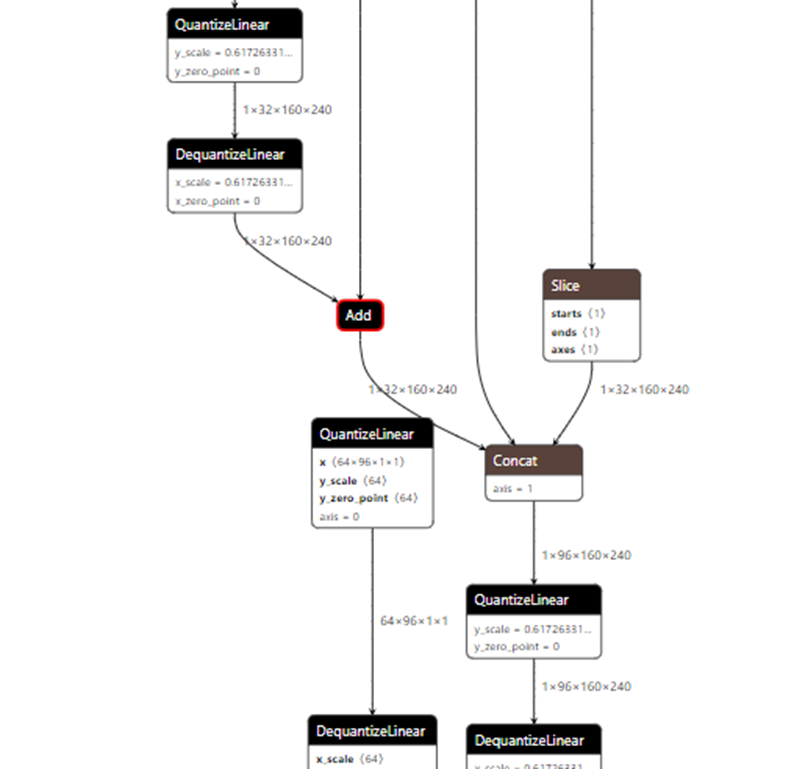 QuantizeLinear
y_scale = 0.61726331...
y_zero_point = 0
1×32×160×240
DequantizeLinear
x_scale = 0.61726331...
x_zero_point = 0
1×32×160×240
Slice
starts ⟨1⟩
ends ⟨1⟩
axes ⟨1⟩
Add
1×32×160×240
1×32×160×240
QuantizeLinear
x ⟨64×96×1×1⟩
y_scale ⟨64⟩
y_zero_point ⟨64⟩
axis = 0
Concat
axis = 1
1×96×160×240
QuantizeLinear
y_scale = 0.61726331...
y_zero_point = 0
64×96×1×1
1×96×160×240
DequantizeLinear
x_scale ⟨64⟩
DequantizeLinear
x_scale = 0.61726331...